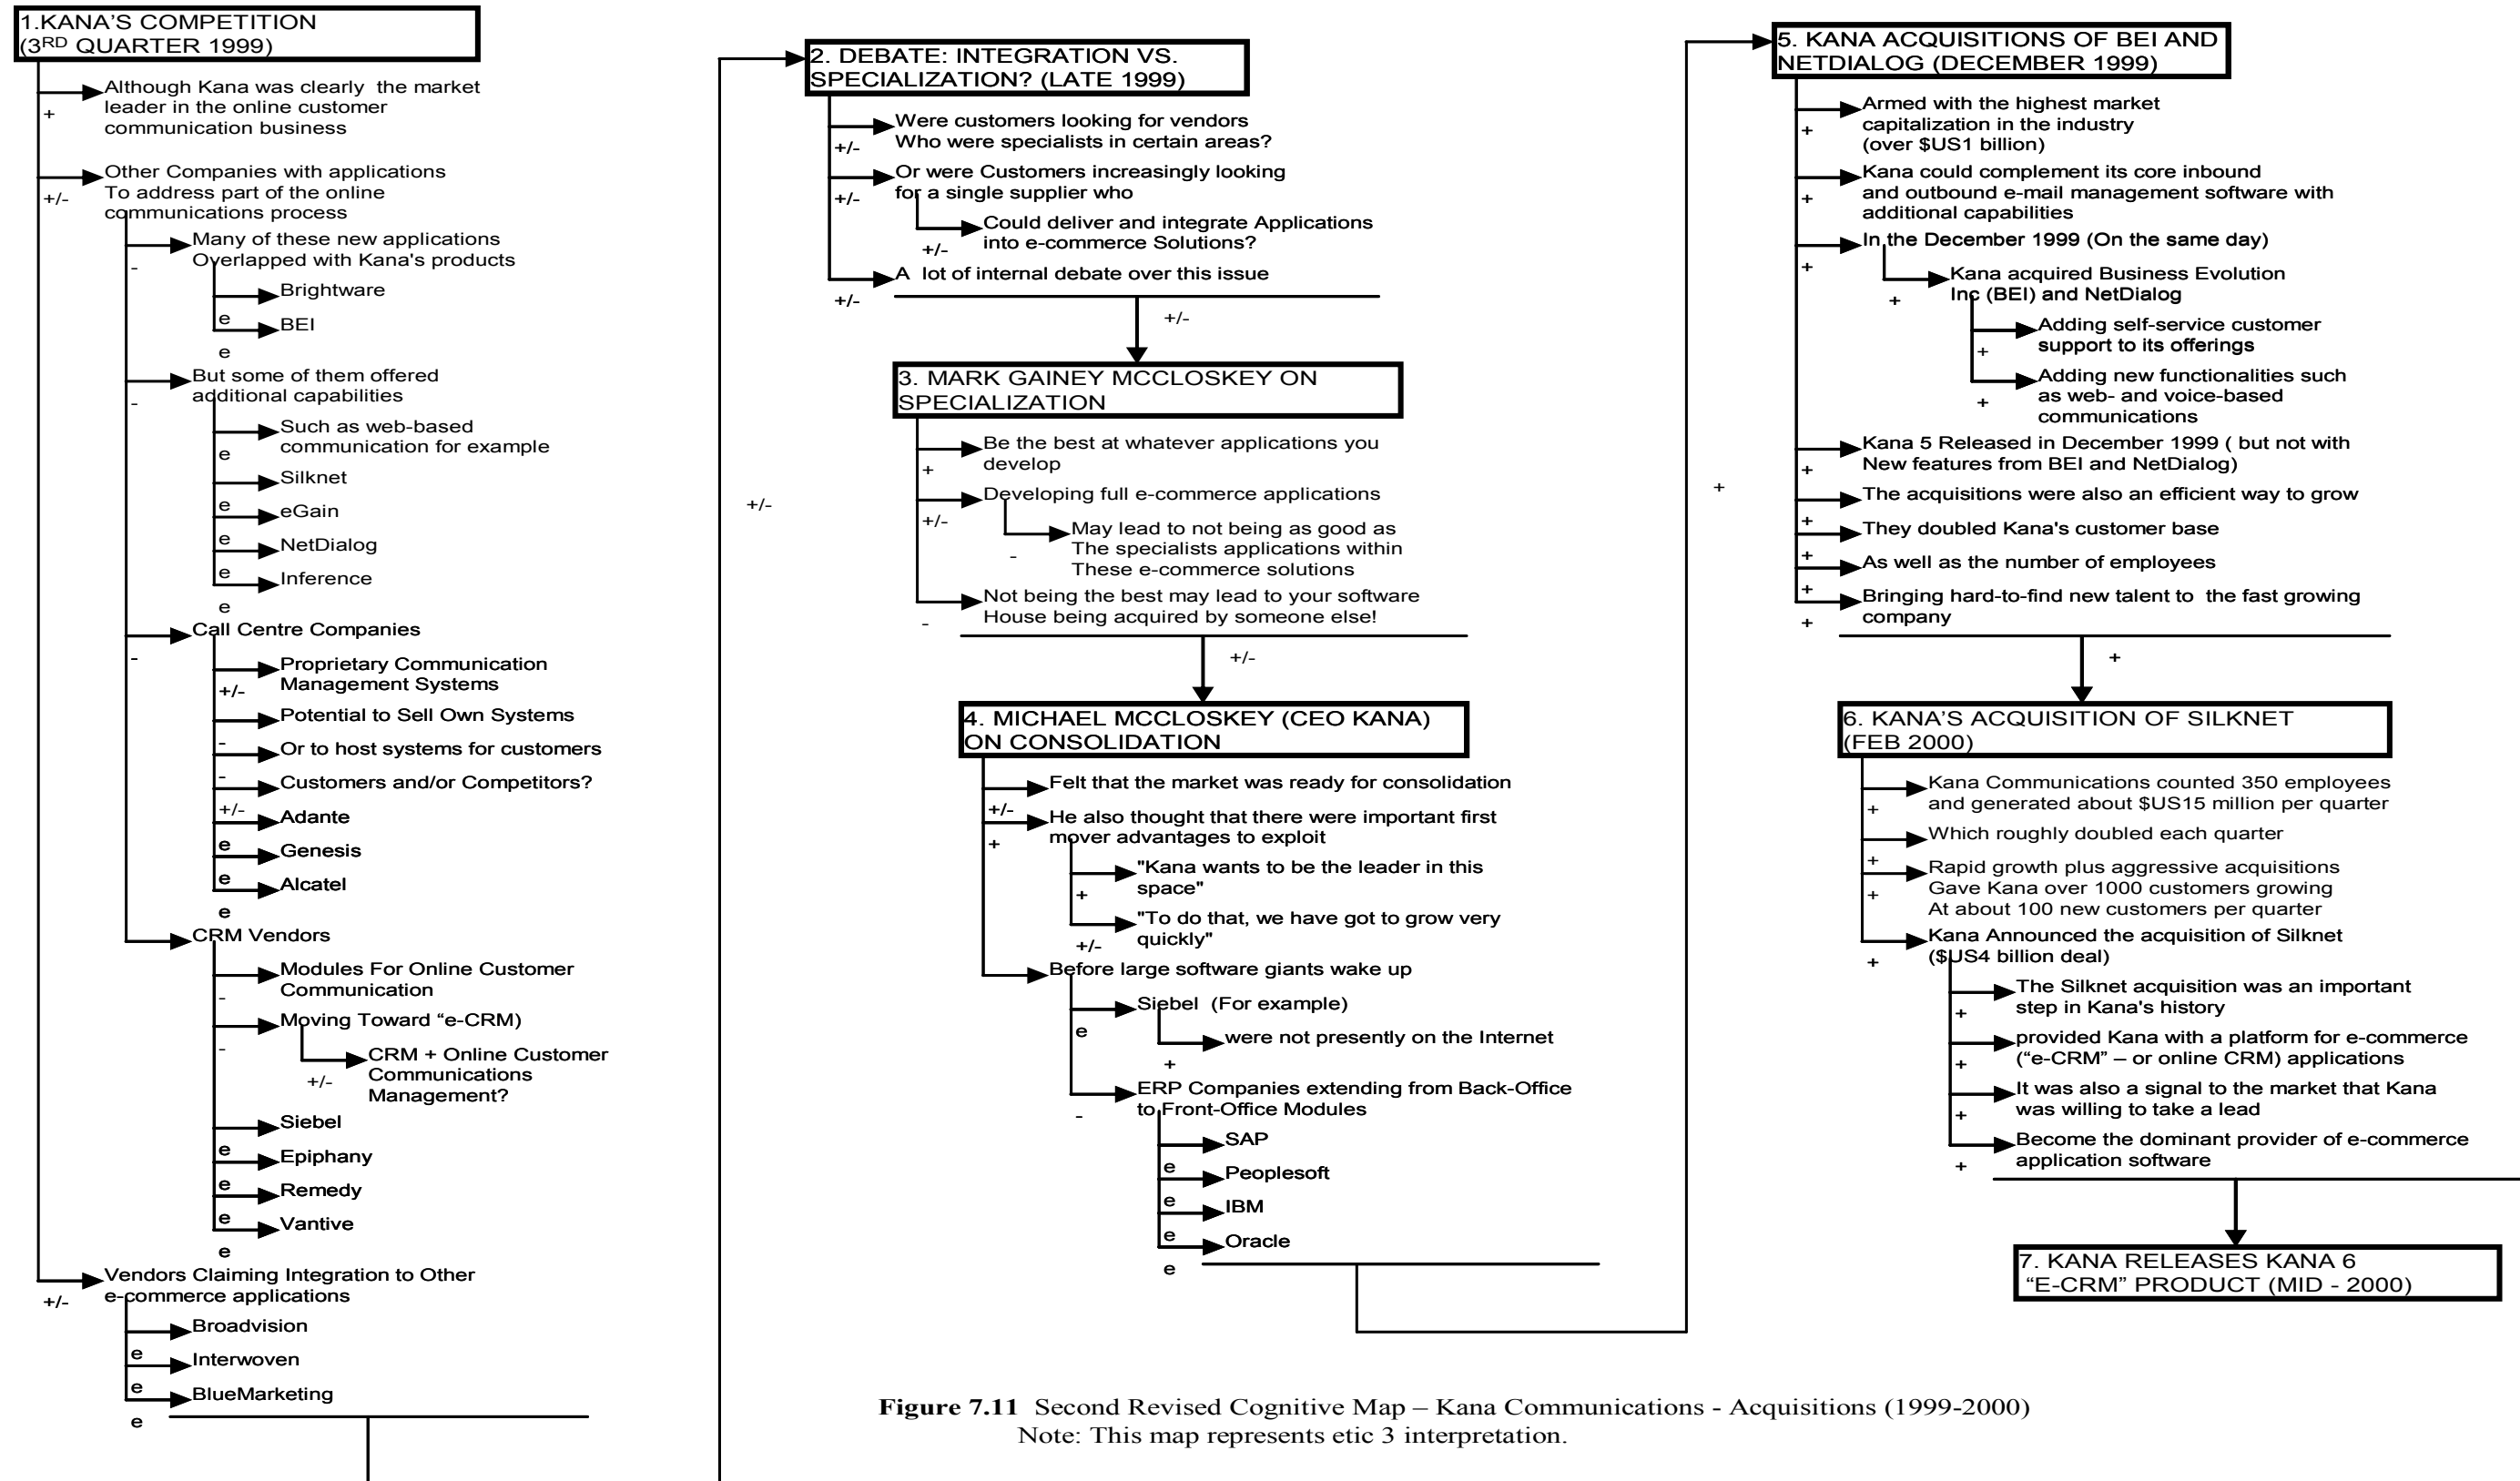 1.KANA'S COMPETITION
(3RD QUARTER 1999)
+
Although Kana was clearly the market
leader in the online customer
communication business
+/-
Other Companies with applications
To address part of the online
communications process
-
Many of these new applications
Overlapped with Kana's products
e
Brightware
e
BEI
-
But some of them offered
additional capabilities
e
Such as web-based
communication for example
e
Silknet
e
eGain
e
NetDialog
e
Inference
-
Call Centre Companies
+/-
Proprietary Communication
Management Systems
-
Potential to Sell Own Systems
-
Or to host systems for customers
+/-
Customers and/or Competitors?
e
Adante
e
Genesis
e
Alcatel
CRM Vendors
-
Modules For Online Customer
Communication
-
Moving Toward “e-CRM)
+/-
CRM + Online Customer
Communications
Management?
e
Siebel
e
Epiphany
e
Remedy
e
Vantive
+/-
Vendors Claiming Integration to Other
e-commerce applications
e
Broadvision
e
Interwoven
e
BlueMarketing
+/-
2. DEBATE: INTEGRATION VS.
SPECIALIZATION? (LATE 1999)
+/-
Were customers looking for vendors
Who were specialists in certain areas?
+/-
Or were Customers increasingly looking
for a single supplier who
+/-
Could deliver and integrate Applications
into e-commerce Solutions?
+/-
A lot of internal debate over this issue
+/-
3. MARK GAINEY MCCLOSKEY ON
SPECIALIZATION
+
Be the best at whatever applications you
develop
+/-
Developing full e-commerce applications
-
May lead to not being as good as
The specialists applications within
These e-commerce solutions
-
Not being the best may lead to your software
House being acquired by someone else!
+/-
4. MICHAEL MCCLOSKEY (CEO KANA)
ON CONSOLIDATION
+/-
Felt that the market was ready for consolidation
+
He also thought that there were important first
mover advantages to exploit
+
"Kana wants to be the leader in this
space"
+/-
"To do that, we have got to grow very
quickly"
Before large software giants wake up
e
Siebel (For example)
+
were not presently on the Internet
-
ERP Companies extending from Back-Office
to Front-Office Modules
e
SAP
e
Peoplesoft
e
IBM
e
Oracle
+
5. KANA ACQUISITIONS OF BEI AND
NETDIALOG (DECEMBER 1999)
+
Armed with the highest market
capitalization in the industry
(over $US1 billion)
+
Kana could complement its core inbound
and outbound e-mail management software with
additional capabilities
+
In the December 1999 (On the same day)
+
Kana acquired Business Evolution
Inc (BEI) and NetDialog
+
Adding self-service customer
support to its offerings
+
Adding new functionalities such
as web- and voice-based
communications
+
Kana 5 Released in December 1999 ( but not with
New features from BEI and NetDialog)
+
The acquisitions were also an efficient way to grow
+
They doubled Kana's customer base
+
As well as the number of employees
+
Bringing hard-to-find new talent to the fast growing
company
+
6. KANA'S ACQUISITION OF SILKNET
(FEB 2000)
+
Kana Communications counted 350 employees
and generated about $US15 million per quarter
+
Which roughly doubled each quarter
+
Rapid growth plus aggressive acquisitions
Gave Kana over 1000 customers growing
At about 100 new customers per quarter
+
Kana Announced the acquisition of Silknet
($US4 billion deal)
+
The Silknet acquisition was an important
step in Kana's history
+
provided Kana with a platform for e-commerce
(“e-CRM” – or online CRM) applications
+
It was also a signal to the market that Kana
was willing to take a lead
+
Become the dominant provider of e-commerce
application software
7. KANA RELEASES KANA 6
“E-CRM” PRODUCT (MID - 2000)
Figure 7.11 Second Revised Cognitive Map – Kana Communications - Acquisitions (1999-2000)
Note: This map represents etic 3 interpretation.